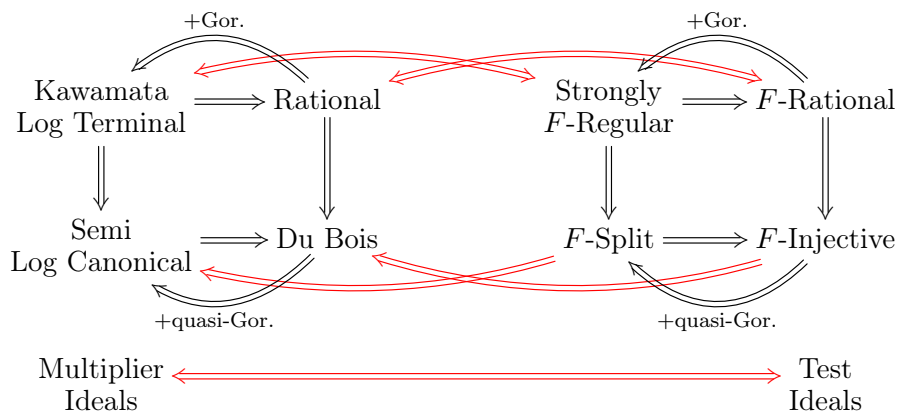 +Gor.
+Gor.
Kawamata
Log Terminal
Rational
Strongly
F-Regular
F-Rational
Semi
Log Canonical
Du Bois
F-Split
F-Injective
+quasi-Gor.
+quasi-Gor.
Multiplier
Ideals
Test
Ideals